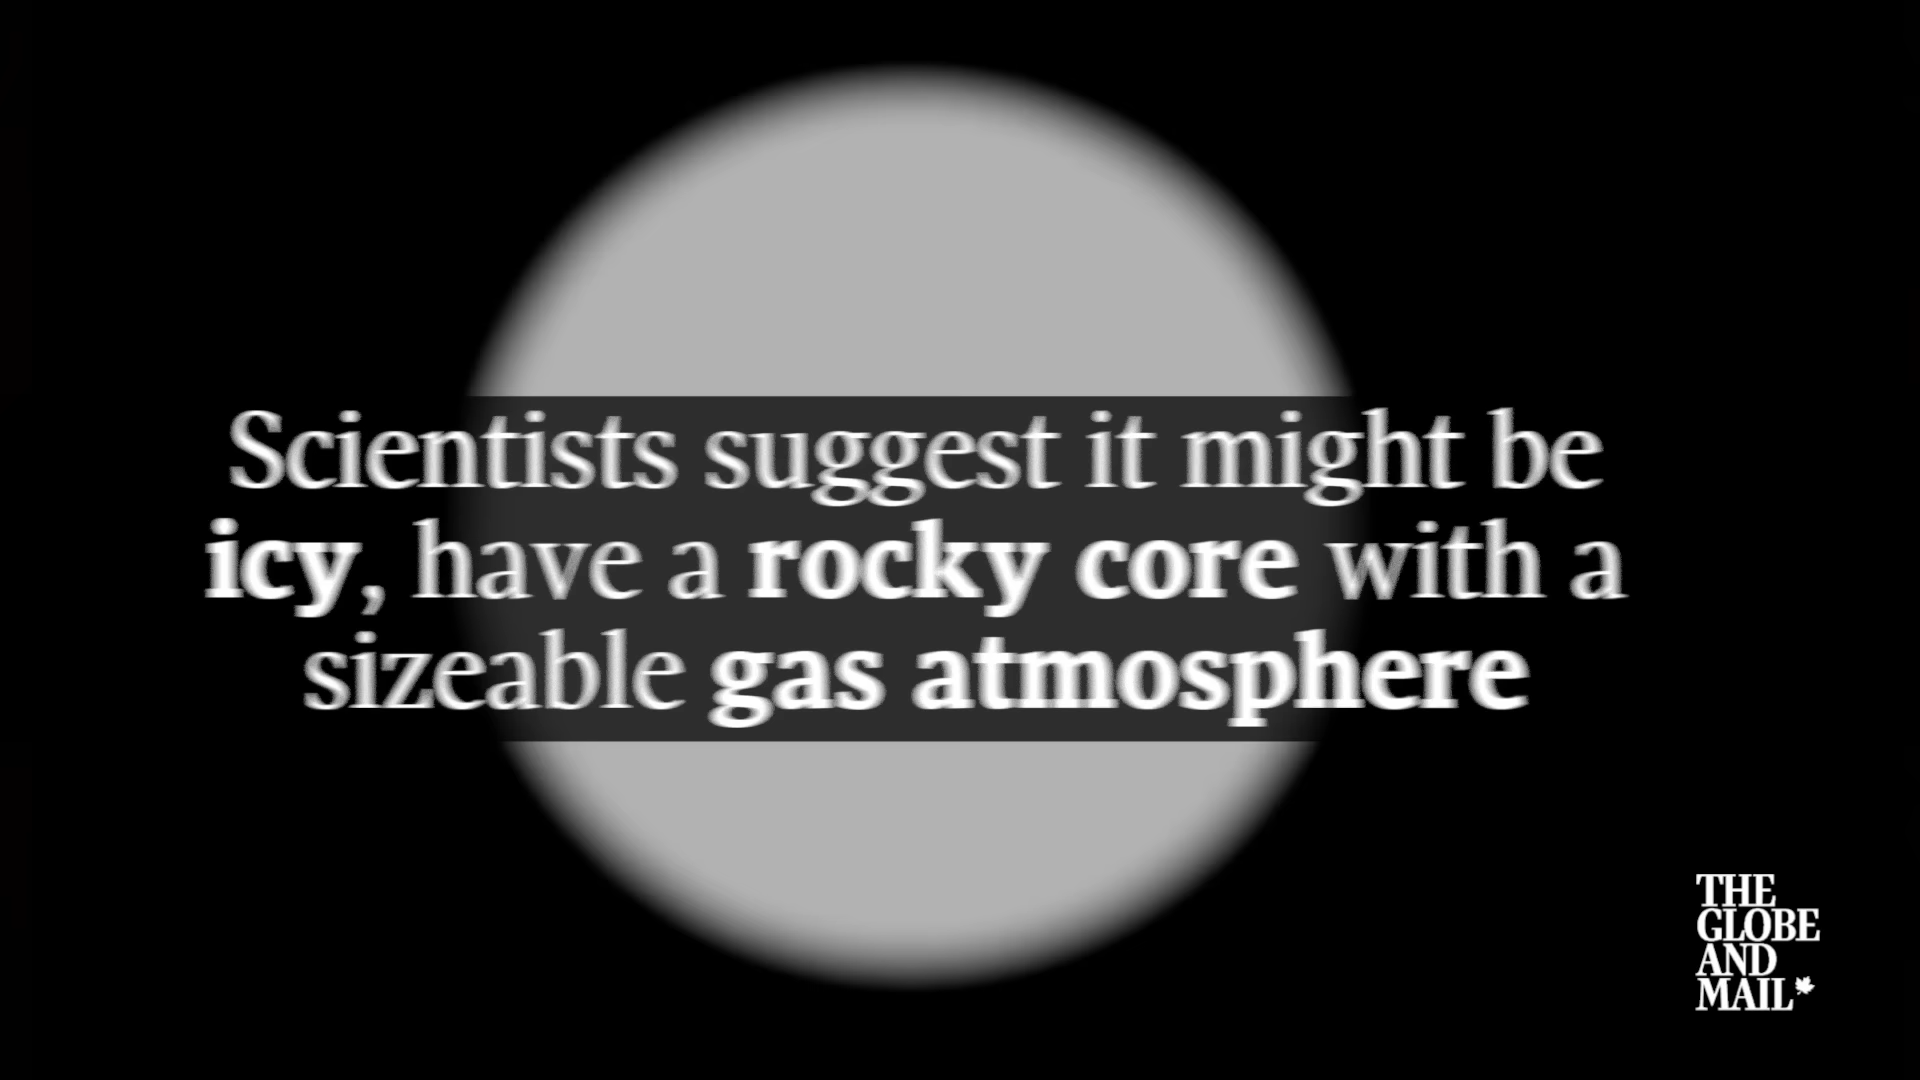 Scientists suggest it might be
icy, have a rocky core with a
sizeable gas atmosphere
THE
GLOBE
AND
MAIL